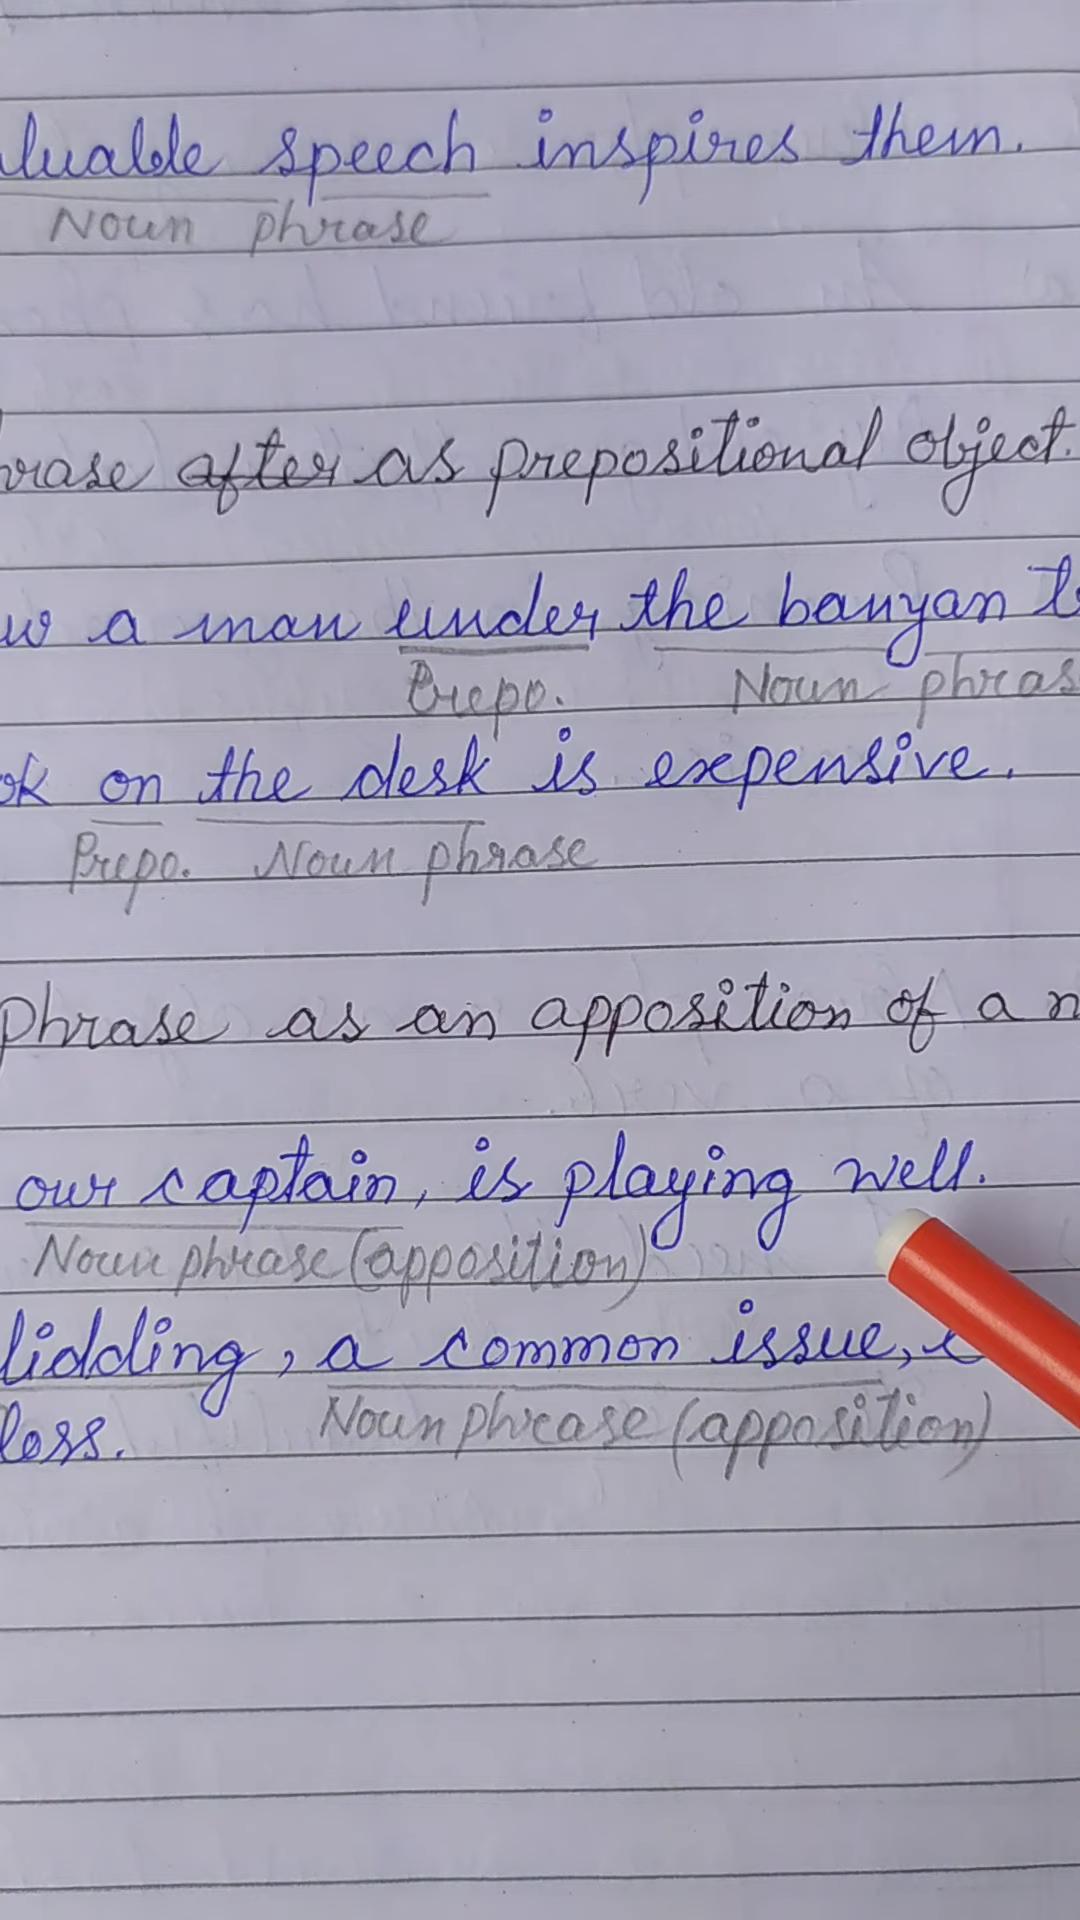 luable speech inspires them.
Noun phrase
rase after as prepositional object.
w a man under the banyan t
Prepo. Noun phras
ok on the desk is expensive.
Prepo. Noun phrase
phrase as an apposition of a n
our captain, is playing well.
Noun phrase (apposition)
lidding, a common issue,
Noun phrase (apposition)
loss.